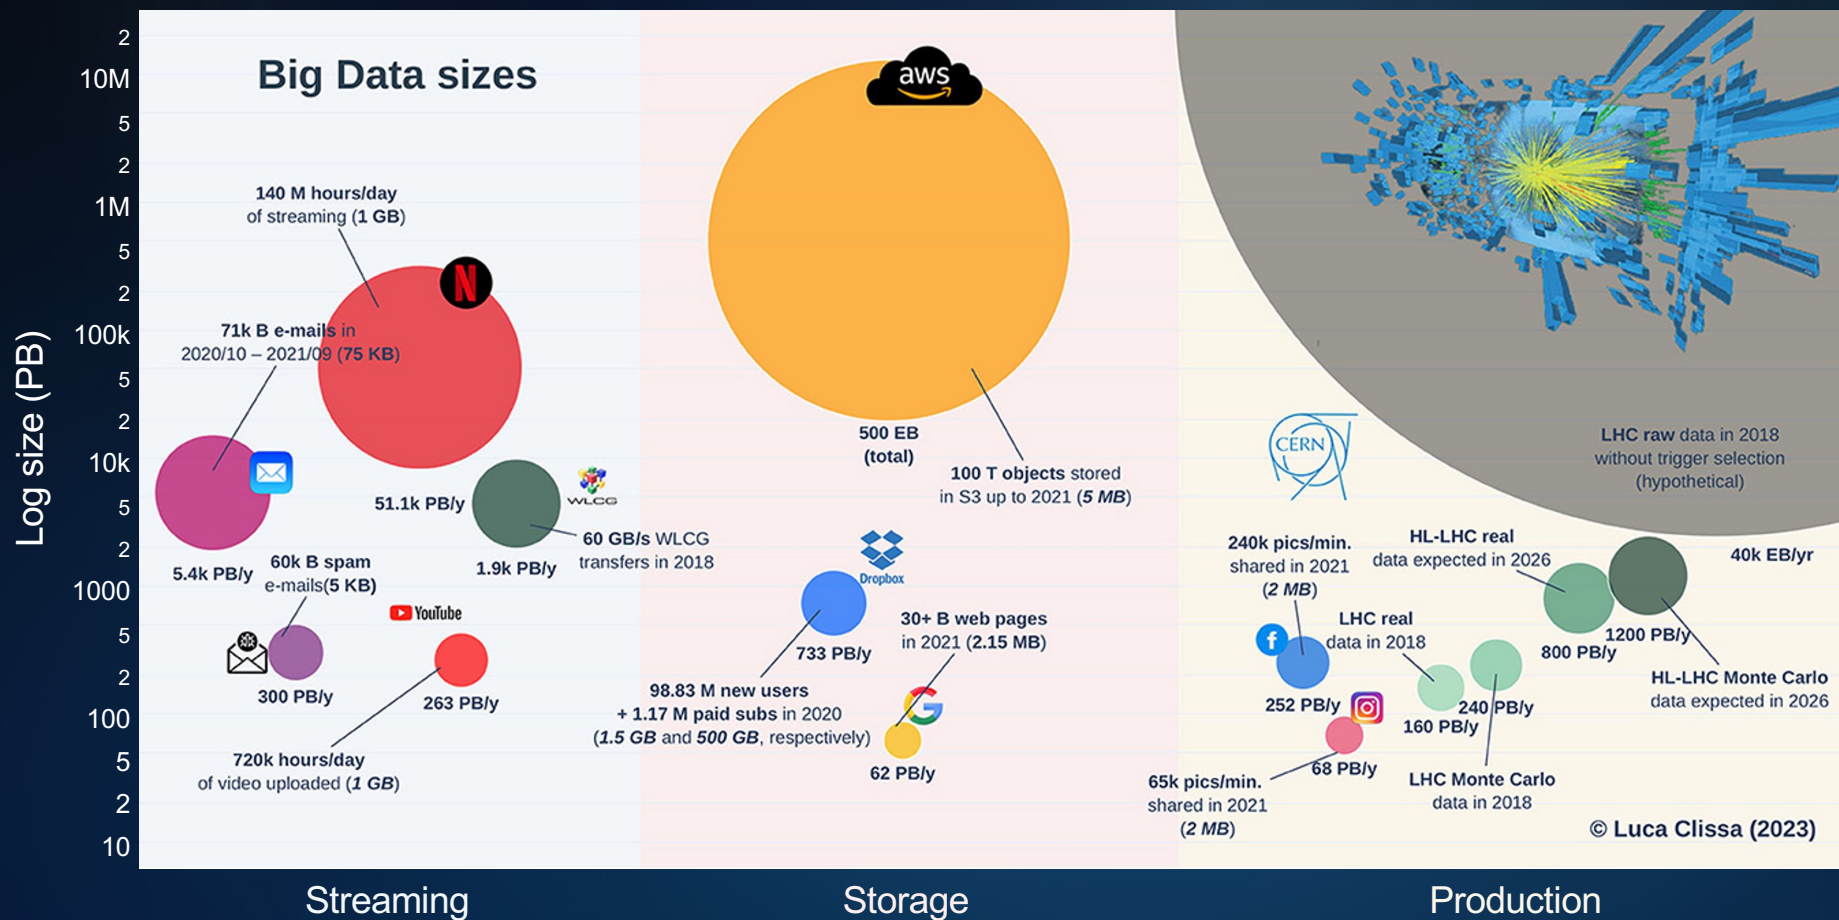 Big Data sizes
Log size (PB)
2
10M
5
2
1M
5
2
100k
5
2
10k
5
2
1000
5
2
100
5
2
10
140 M hours/day
of streaming (1 GB)
N
71k B e-mails in
2020/10 – 2021/09 (75 KB)
51.1k PB/y
5.4k PB/y
WLCG
60 GB/s WLCG
transfers in 2018
1.9k PB/y
60k B spam
e-mails(5 KB)
300 PB/y
YouTube
263 PB/y
720k hours/day
of video uploaded (1 GB)
Streaming
aws
500 EB
(total)
100 T objects stored
in S3 up to 2021 (5 MB)
Dropbox
733 PB/y
30+ B web pages
in 2021 (2.15 MB)
98.83 M new users
+ 1.17 M paid subs in 2020
(1.5 GB and 500 GB, respectively)
G
62 PB/y
Storage
CERN
LHC raw data in 2018
without trigger selection
(hypothetical)
40k EB/yr
240k pics/min.
shared in 2021
(2 MB)
HL-LHC real
data expected in 2026
LHC real
data in 2018
f
252 PB/y
800 PB/y
1200 PB/y
HL-LHC Monte Carlo
data expected in 2026
240 PB/y
160 PB/y
68 PB/y
65k pics/min.
shared in 2021
(2 MB)
LHC Monte Carlo
data in 2018
© Luca Clissa (2023)
Production